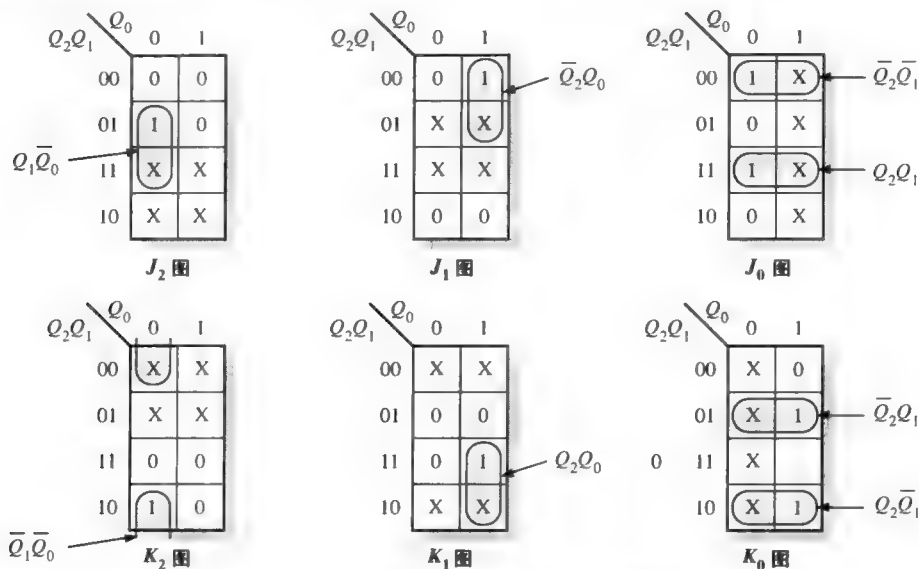 Q0 Q0 Q0
Q2Q1 0 1 Q2Q1 0 1 Q2Q1 0 1
00 0 0 00 0 1 Q̅2Q0 00 1 X Q̅2Q̅1
01 1 0 01 X X 01 0 X
Q1Q̅0 11 X X 11 X X 11 1 X Q2Q1
10 X X 10 0 0 10 0 X
J2 图 J1 图 J0 图
Q0 Q0 Q0
Q2Q1 0 1 Q2Q1 0 1 Q2Q1 0 1
00 X X 00 X X 00 X 0
01 X X 01 0 0 01 X 1 Q̅2Q1
11 0 0 11 0 1 Q2Q0 0 11 X
10 1 0 10 X X 10 X 1 Q2Q̅1
Q̅1Q̅0 K2 图 K1 图 K0 图